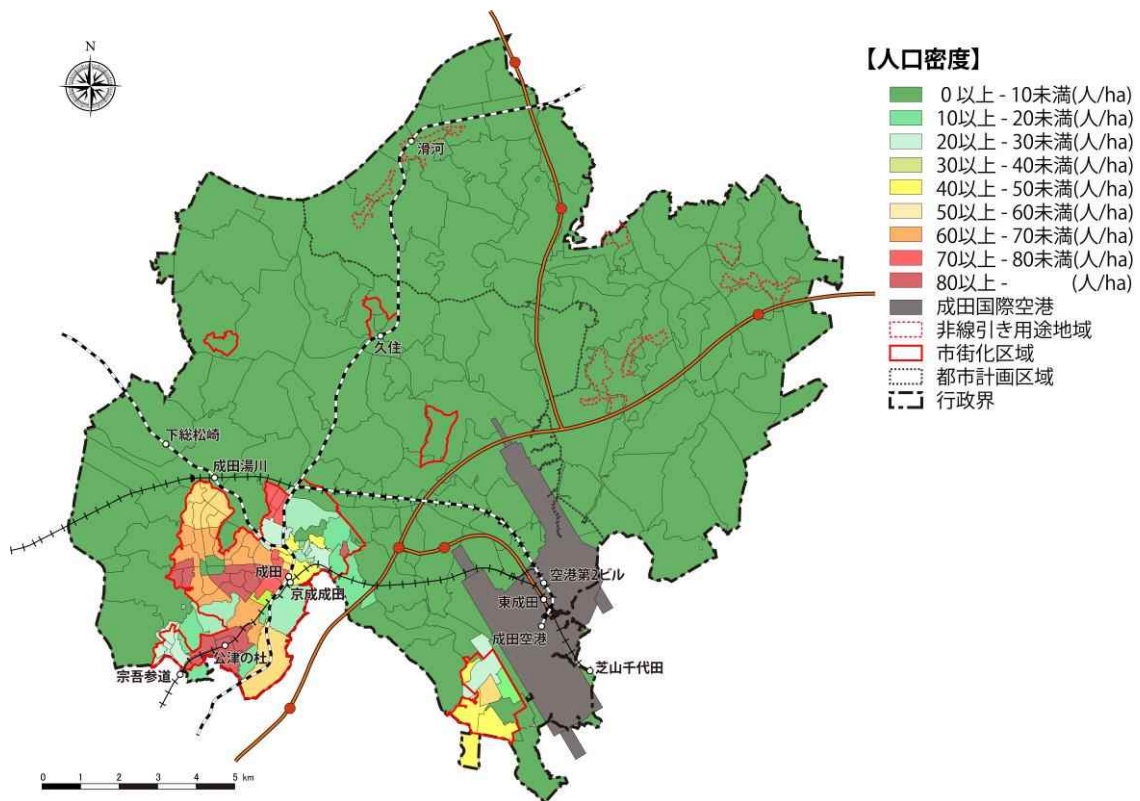 N
【人口密度】
0以上 - 10未満(人/ha)
10以上 - 20未満(人/ha)
20以上 - 30未満(人/ha)
30以上 - 40未満(人/ha)
40以上 - 50未満(人/ha)
50以上 - 60未満(人/ha)
60以上 - 70未満(人/ha)
70以上 - 80未満(人/ha)
80以上 -　　　(人/ha)
成田国際空港
非線引き用途地域
市街化区域
都市計画区域
行政界
滑河
久住
下総松崎
成田湯川
成田
京成成田
空港第2ビル
東成田
成田空港
公津の杜
宗吾参道
芝山千代田
0 1 2 3 4 5 km